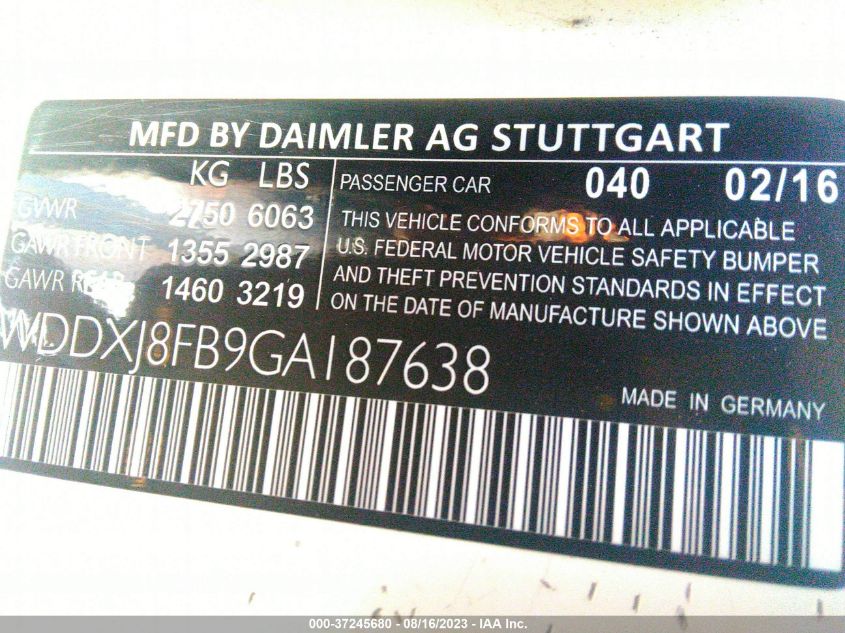 MFD BY DAIMLER AG STUTTGART
KG LBS
GVWR 2750 6063
GAWR FRONT 1355 2987
GAWR REAR 1460 3219
PASSENGER CAR 040 02/16
THIS VEHICLE CONFORMS TO ALL APPLICABLE
U.S. FEDERAL MOTOR VEHICLE SAFETY BUMPER
AND THEFT PREVENTION STANDARDS IN EFFECT
ON THE DATE OF MANUFACTURE SHOWN ABOVE
WDDXJ8FB9GA187638
MADE IN GERMANY
000-37245680 - 08/16/2023 - IAA Inc.